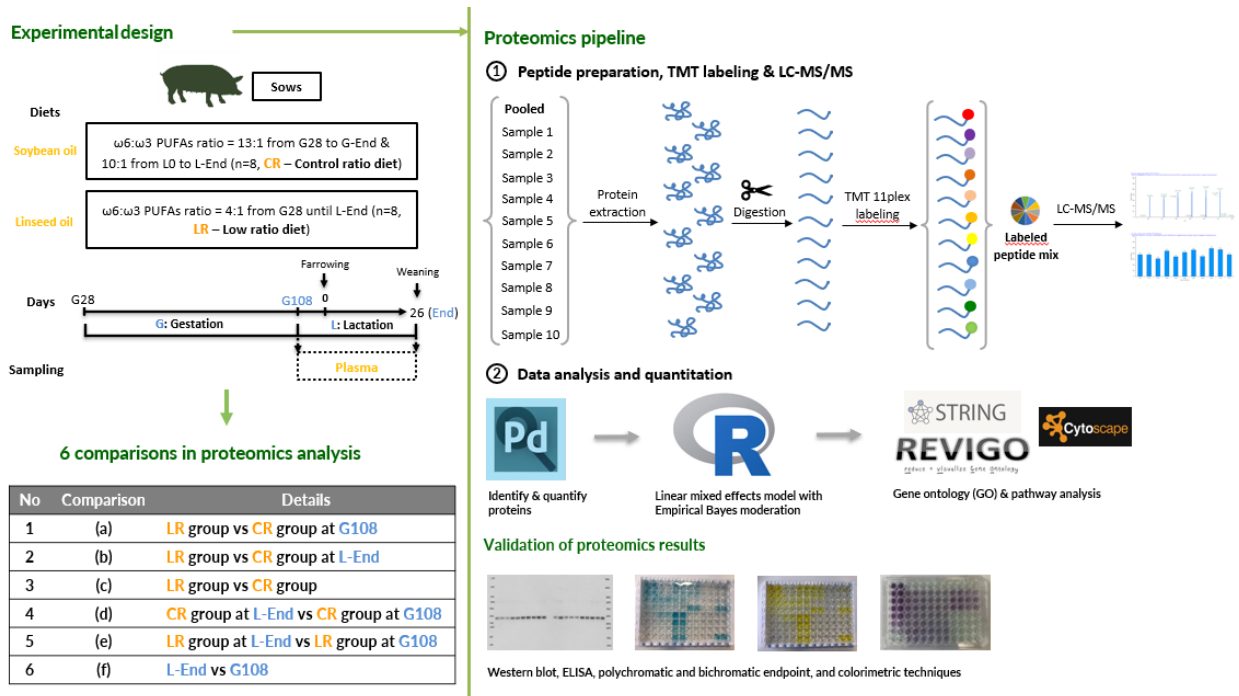 Experimental design
Sows
Diets
Soybean oil
ω6:ω3 PUFAs ratio = 13:1 from G28 to G-End &
10:1 from L0 to L-End (n=8, CR – Control ratio diet)
Linseed oil
ω6:ω3 PUFAs ratio = 4:1 from G28 until L-End (n=8,
LR – Low ratio diet)
Farrowing
Weaning
Days
G28
G108
0
26 (End)
G: Gestation
L: Lactation
Sampling
Plasma
6 comparisons in proteomics analysis
No Comparison Details
1 (a) LR group vs CR group at G108
2 (b) LR group vs CR group at L-End
3 (c) LR group vs CR group
4 (d) CR group at L-End vs CR group at G108
5 (e) LR group at L-End vs LR group at G108
6 (f) L-End vs G108
Proteomics pipeline
1 Peptide preparation, TMT labeling & LC-MS/MS
Pooled
Sample 1
Sample 2
Sample 3
Sample 4
Sample 5
Sample 6
Sample 7
Sample 8
Sample 9
Sample 10
Protein
extraction
Digestion
TMT 11plex
labeling
Labeled
peptide mix
LC-MS/MS
2 Data analysis and quantitation
Pd
R
STRING
REVIGO
reduce + visualize Gene Ontology
Cytoscape
Identify & quantify
proteins
Linear mixed effects model with
Empirical Bayes moderation
Gene ontology (GO) & pathway analysis
Validation of proteomics results
Western blot, ELISA, polychromatic and bichromatic endpoint, and colorimetric techniques